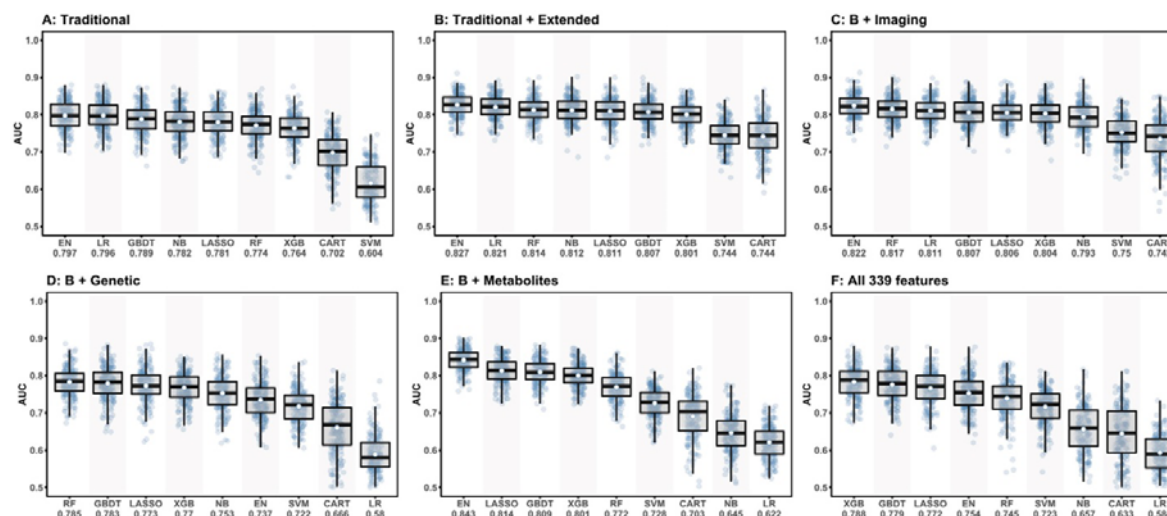 A: Traditional
B: Traditional + Extended
C: B + Imaging
1.0
0.9
0.8
0.7
0.6
0.5
AUC
EN LR GBDT NB LASSO RF XGB CART SVM
0.797 0.796 0.789 0.782 0.781 0.774 0.764 0.702 0.604
1.0
0.9
0.8
0.7
0.6
0.5
AUC
EN LR RF NB LASSO GBDT XGB SVM CART
0.827 0.821 0.814 0.812 0.811 0.807 0.801 0.744 0.744
1.0
0.9
0.8
0.7
0.6
0.5
AUC
EN RF LR GBDT LASSO XGB NB SVM
0.822 0.817 0.811 0.807 0.806 0.804 0.793 0.75
D: B + Genetic
E: B + Metabolites
F: All 339 features
1.0
0.9
0.8
0.7
0.6
0.5
AUC
RF GBDT LASSO XGB NB EN SVM CART LR
0.785 0.783 0.773 0.77 0.753 0.737 0.722 0.666 0.58
1.0
0.9
0.8
0.7
0.6
0.5
AUC
EN LASSO GBDT XGB RF SVM CART NB LR
0.843 0.814 0.809 0.801 0.772 0.728 0.703 0.645 0.622
1.0
0.9
0.8
0.7
0.6
0.5
AUC
XGB GBDT LASSO EN RF SVM NB CART LR
0.788 0.779 0.772 0.754 0.745 0.723 0.657 0.633